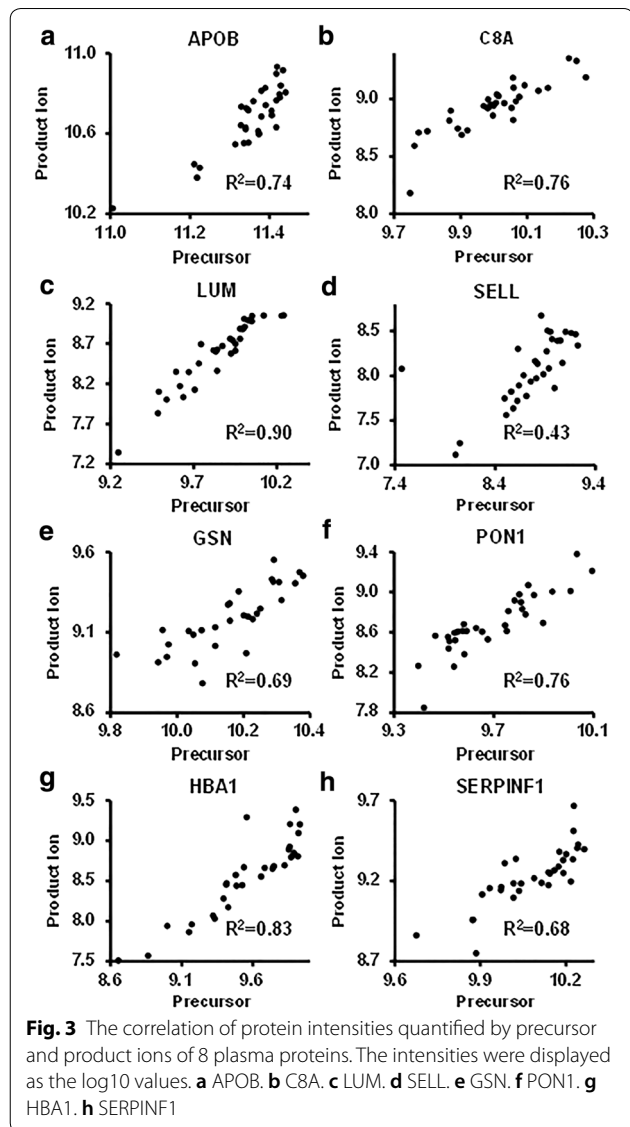 a APOB
Product Ion
11.0
10.6
10.2
11.0 11.2 11.4
R²=0.74
Precursor
b C8A
Product Ion
9.0
8.5
8.0
9.7 9.9 10.1 10.3
R²=0.76
Precursor
c LUM
Product Ion
9.2
8.7
8.2
7.7
7.2
9.2 9.7 10.2
R²=0.90
Precursor
d SELL
Product Ion
8.5
8.0
7.5
7.0
7.4 8.4 9.4
R²=0.43
Precursor
e GSN
Product Ion
9.6
9.1
8.6
9.8 10.0 10.2 10.4
R²=0.69
Precursor
f PON1
Product Ion
9.4
9.0
8.6
8.2
7.8
9.3 9.7 10.1
R²=0.76
Precursor
g HBA1
Product Ion
9.5
9.0
8.5
8.0
7.5
8.6 9.1 9.6
R²=0.83
Precursor
h SERPINF1
Product Ion
9.7
9.2
8.7
9.6 9.9 10.2
R²=0.68
Precursor
Fig. 3 The correlation of protein intensities quantified by precursor
and product ions of 8 plasma proteins. The intensities were displayed
as the log10 values. a APOB. b C8A. c LUM. d SELL. e GSN. f PON1. g
HBA1. h SERPINF1